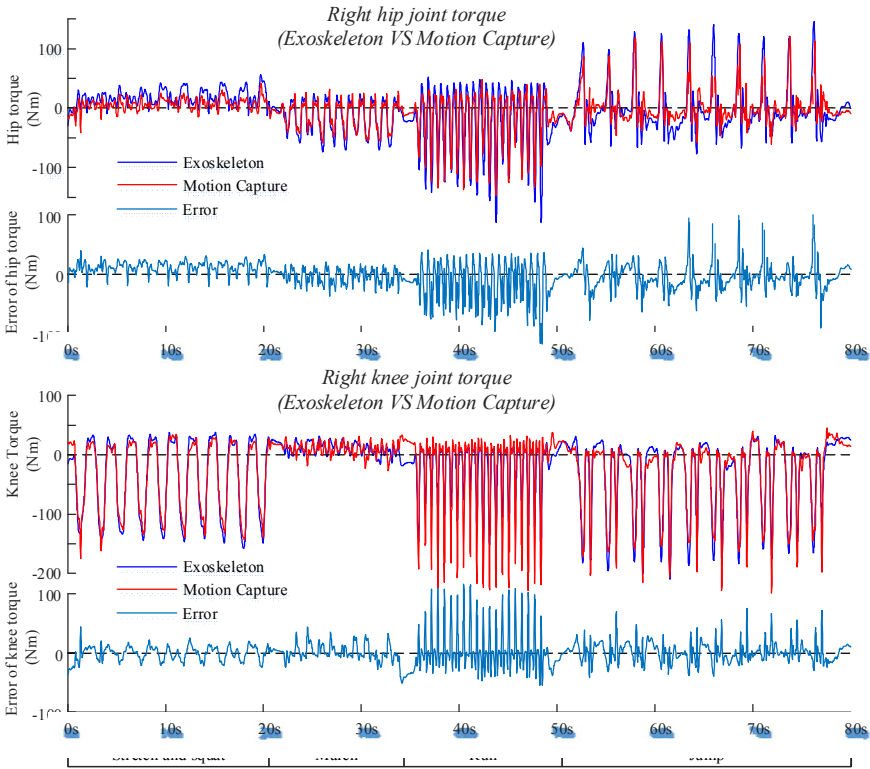 Right hip joint torque
(Exoskeleton VS Motion Capture)
100
0
-100
Hip torque
(Nm)
Exoskeleton
Motion Capture
Error
100
0
Error of hip torque
(Nm)
0s 10s 20s 30s 40s 50s 60s 70s 80s
Right knee joint torque
(Exoskeleton VS Motion Capture)
100
0
-100
-200
Knee Torque
(Nm)
Exoskeleton
Motion Capture
Error
100
0
Error of knee torque
(Nm)
0s 10s 20s 30s 40s 50s 60s 70s 80s